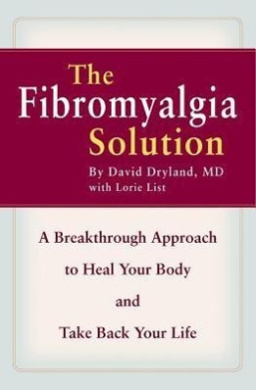 The
Fibromyalgia
Solution
By David Dryland, MD
with Lorie List
A Breakthrough Approach
to Heal Your Body
and
Take Back Your Life